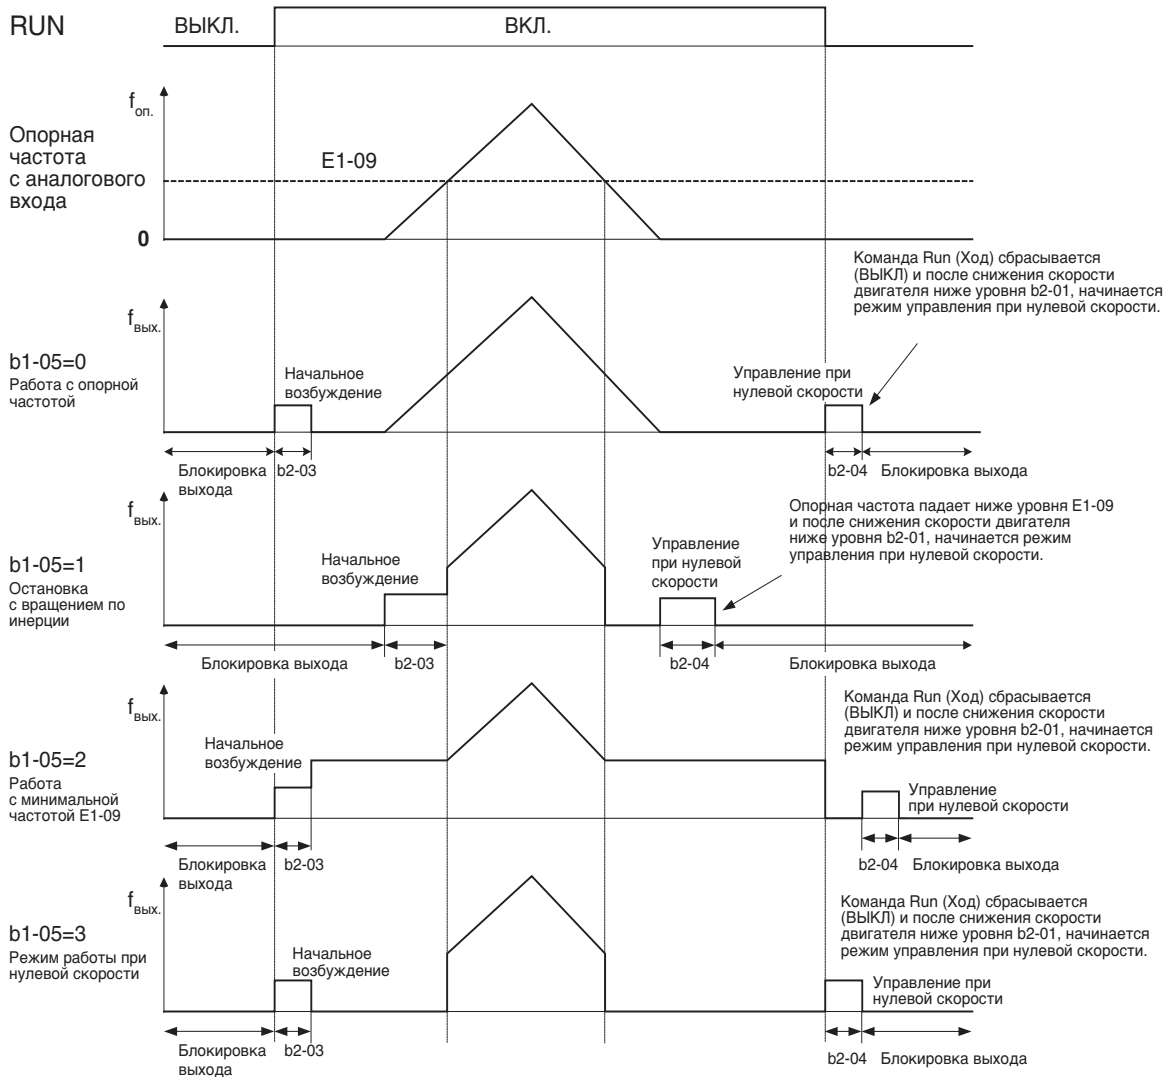 RUN
ВЫКЛ.
ВКЛ.
fоп.
Опорная
частота
с аналогового
входа
E1-09
0
Команда Run (Ход) сбрасывается
(ВЫКЛ) и после снижения скорости
двигателя ниже уровня b2-01, начинается
режим управления при нулевой скорости.
fвых.
b1-05=0
Работа с опорной
частотой
Начальное
возбуждение
Управление при
нулевой скорости
Блокировка
выхода
b2-03
b2-04
Блокировка выхода
fвых.
Опорная частота падает ниже уровня E1-09
и после снижения скорости двигателя
ниже уровня b2-01, начинается режим
управления при нулевой скорости.
b1-05=1
Остановка
с вращением по
инерции
Начальное
возбуждение
Управление
при нулевой
скорости
Блокировка выхода
b2-03
b2-04
Блокировка выхода
fвых.
Команда Run (Ход) сбрасывается
(ВЫКЛ) и после снижения скорости
двигателя ниже уровня b2-01, начинается
режим управления при нулевой скорости.
b1-05=2
Работа
с минимальной
частотой E1-09
Начальное
возбуждение
Управление
при нулевой скорости
Блокировка
выхода
b2-03
b2-04
Блокировка выхода
fвых.
Команда Run (Ход) сбрасывается
(ВЫКЛ) и после снижения скорости
двигателя ниже уровня b2-01, начинается
режим управления при нулевой скорости.
b1-05=3
Режим работы при
нулевой скорости
Начальное
возбуждение
Управление при
нулевой скорости
Блокировка
выхода
b2-03
b2-04
Блокировка выхода